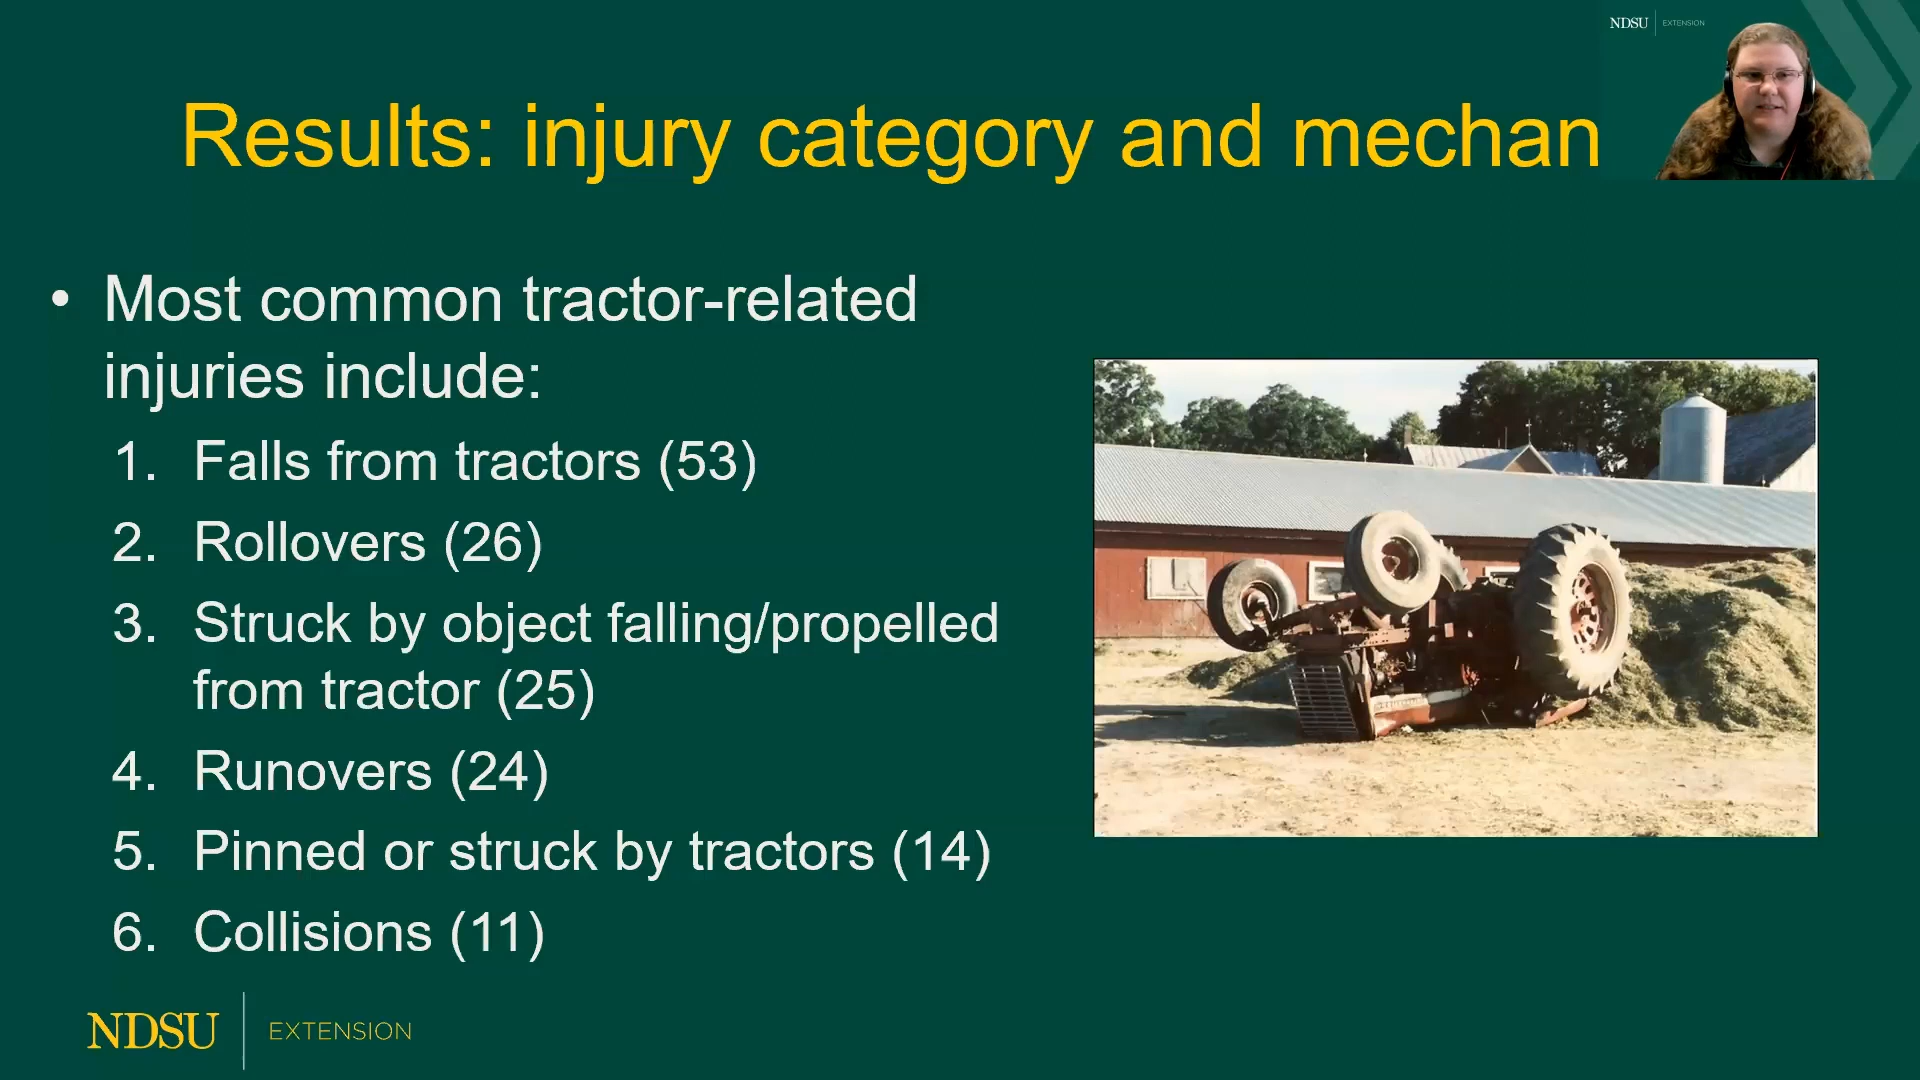 NDSU EXTENSION
Results: injury category and mechan
• Most common tractor-related
injuries include:
1. Falls from tractors (53)
2. Rollovers (26)
3. Struck by object falling/propelled
from tractor (25)
4. Runovers (24)
5. Pinned or struck by tractors (14)
6. Collisions (11)
NDSU EXTENSION